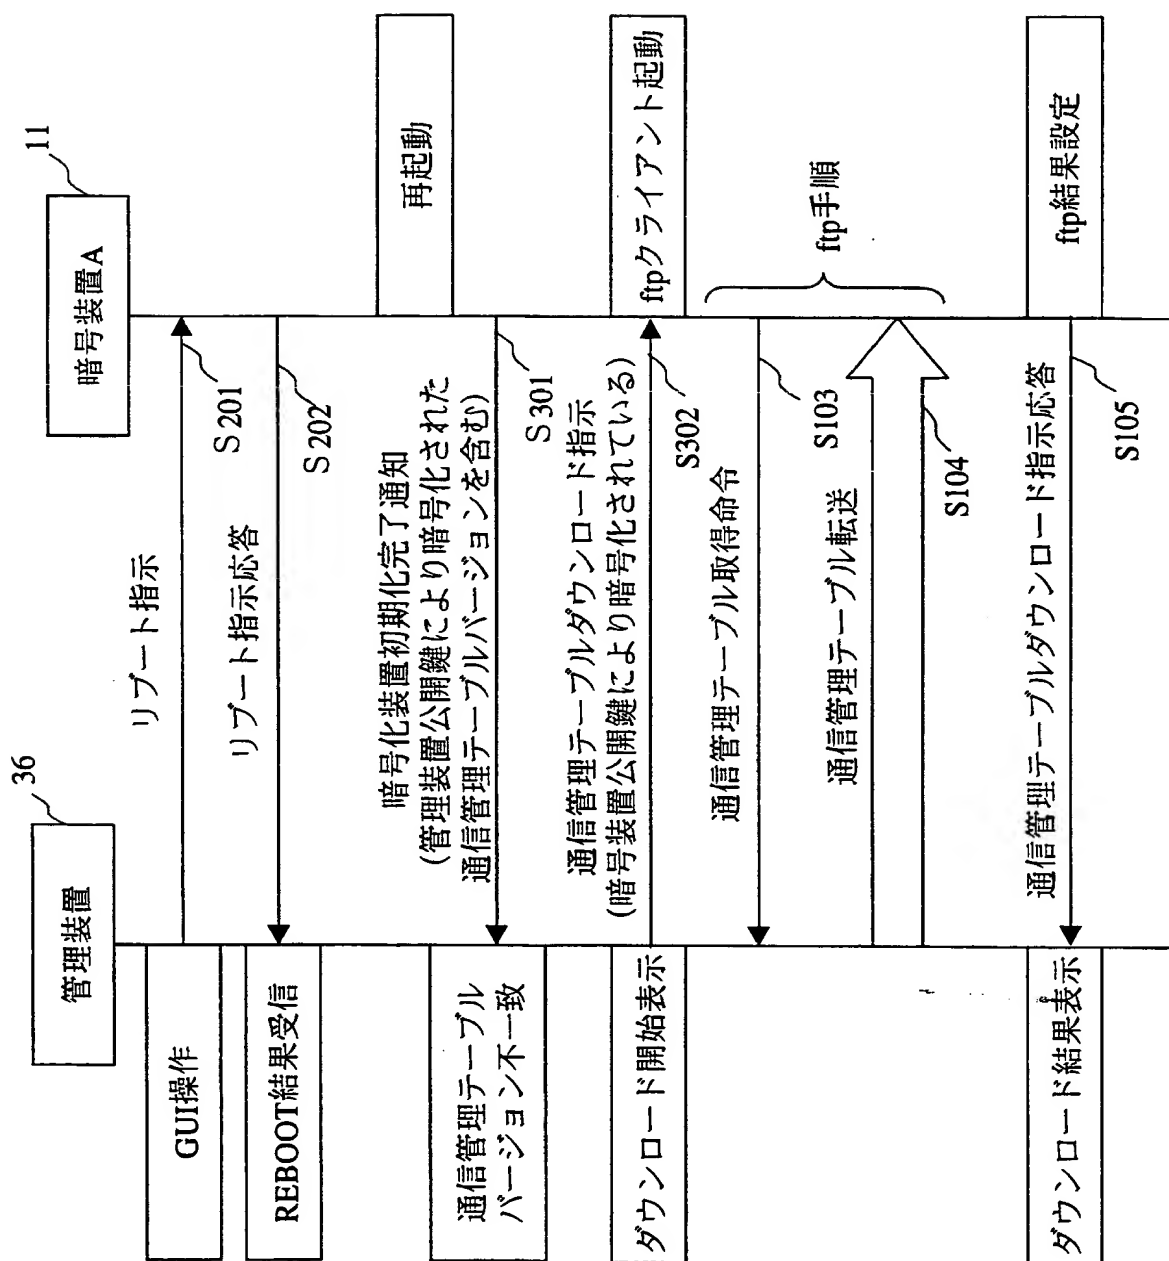 管理装置
36
暗号装置A
11
GUI操作
リブート指示
S201
REBOOT結果受信
リブート指示応答
S202
再起動
暗号化装置初期化完了通知
(管理装置公開鍵により暗号化された
通信管理テーブルバージョンを含む)
S301
通信管理テーブル
バージョン不一致
通信管理テーブルダウンロード指示
(暗号装置公開鍵により暗号化されている)
S302
ダウンロード開始表示
ftpクライアント起動
通信管理テーブル取得命令
S103
ftp手順
通信管理テーブル転送
S104
通信管理テーブルダウンロード指示応答
S105
ダウンロード結果表示
ftp結果設定